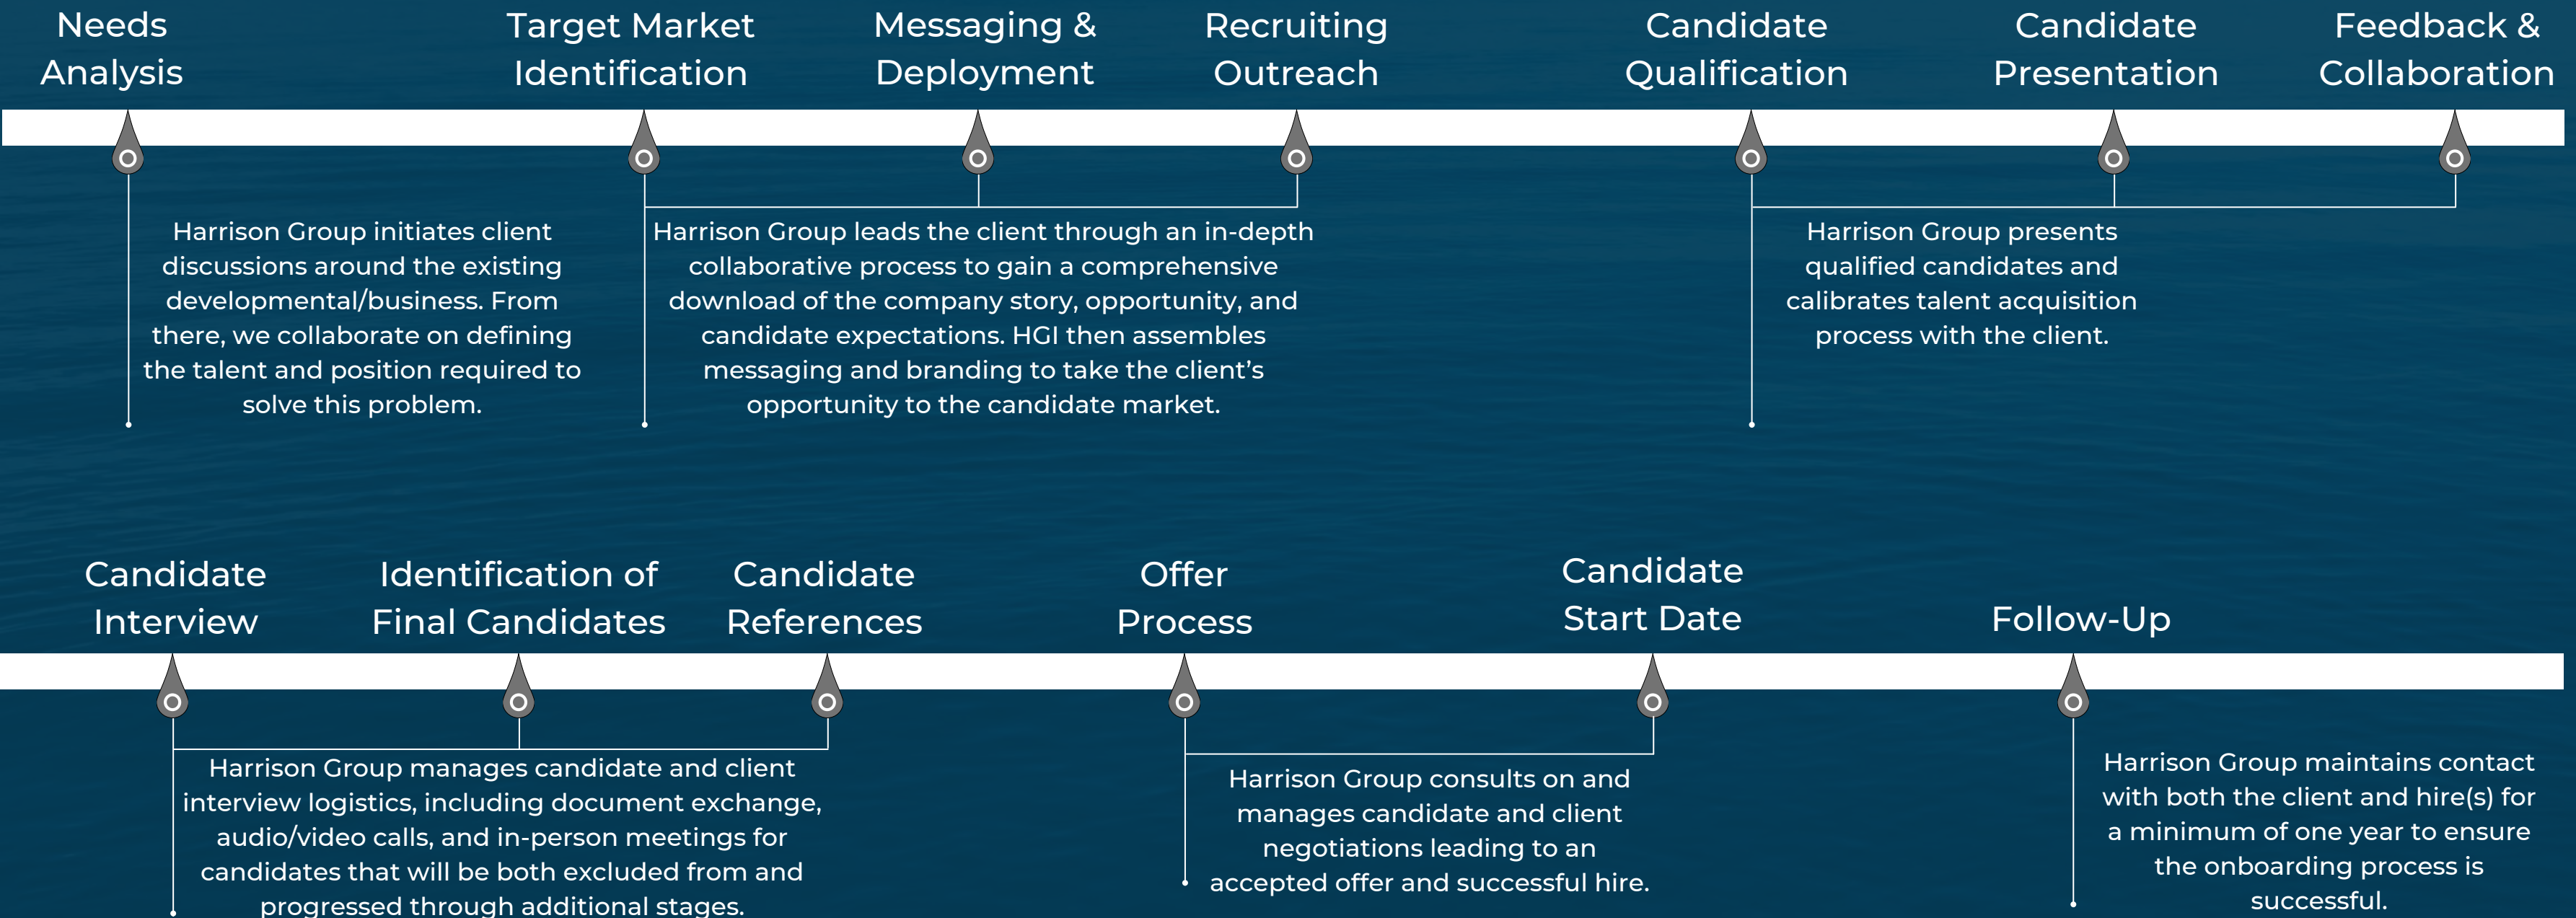 Needs
Analysis
Target Market
Identification
Messaging &
Deployment
Recruiting
Outreach
Candidate
Qualification
Candidate
Presentation
Feedback &
Collaboration
Harrison Group initiates client
discussions around the existing
developmental/business. From
there, we collaborate on defining
the talent and position required to
solve this problem.
Harrison Group leads the client through an in-depth
collaborative process to gain a comprehensive
download of the company story, opportunity, and
candidate expectations. HGI then assembles
messaging and branding to take the client’s
opportunity to the candidate market.
Harrison Group presents
qualified candidates and
calibrates talent acquisition
process with the client.
Candidate
Interview
Identification of
Final Candidates
Candidate
References
Offer
Process
Candidate
Start Date
Follow-Up
Harrison Group manages candidate and client
interview logistics, including document exchange,
audio/video calls, and in-person meetings for
candidates that will be both excluded from and
progressed through additional stages.
Harrison Group consults on and
manages candidate and client
negotiations leading to an
accepted offer and successful hire.
Harrison Group maintains contact
with both the client and hire(s) for
a minimum of one year to ensure
the onboarding process is
successful.